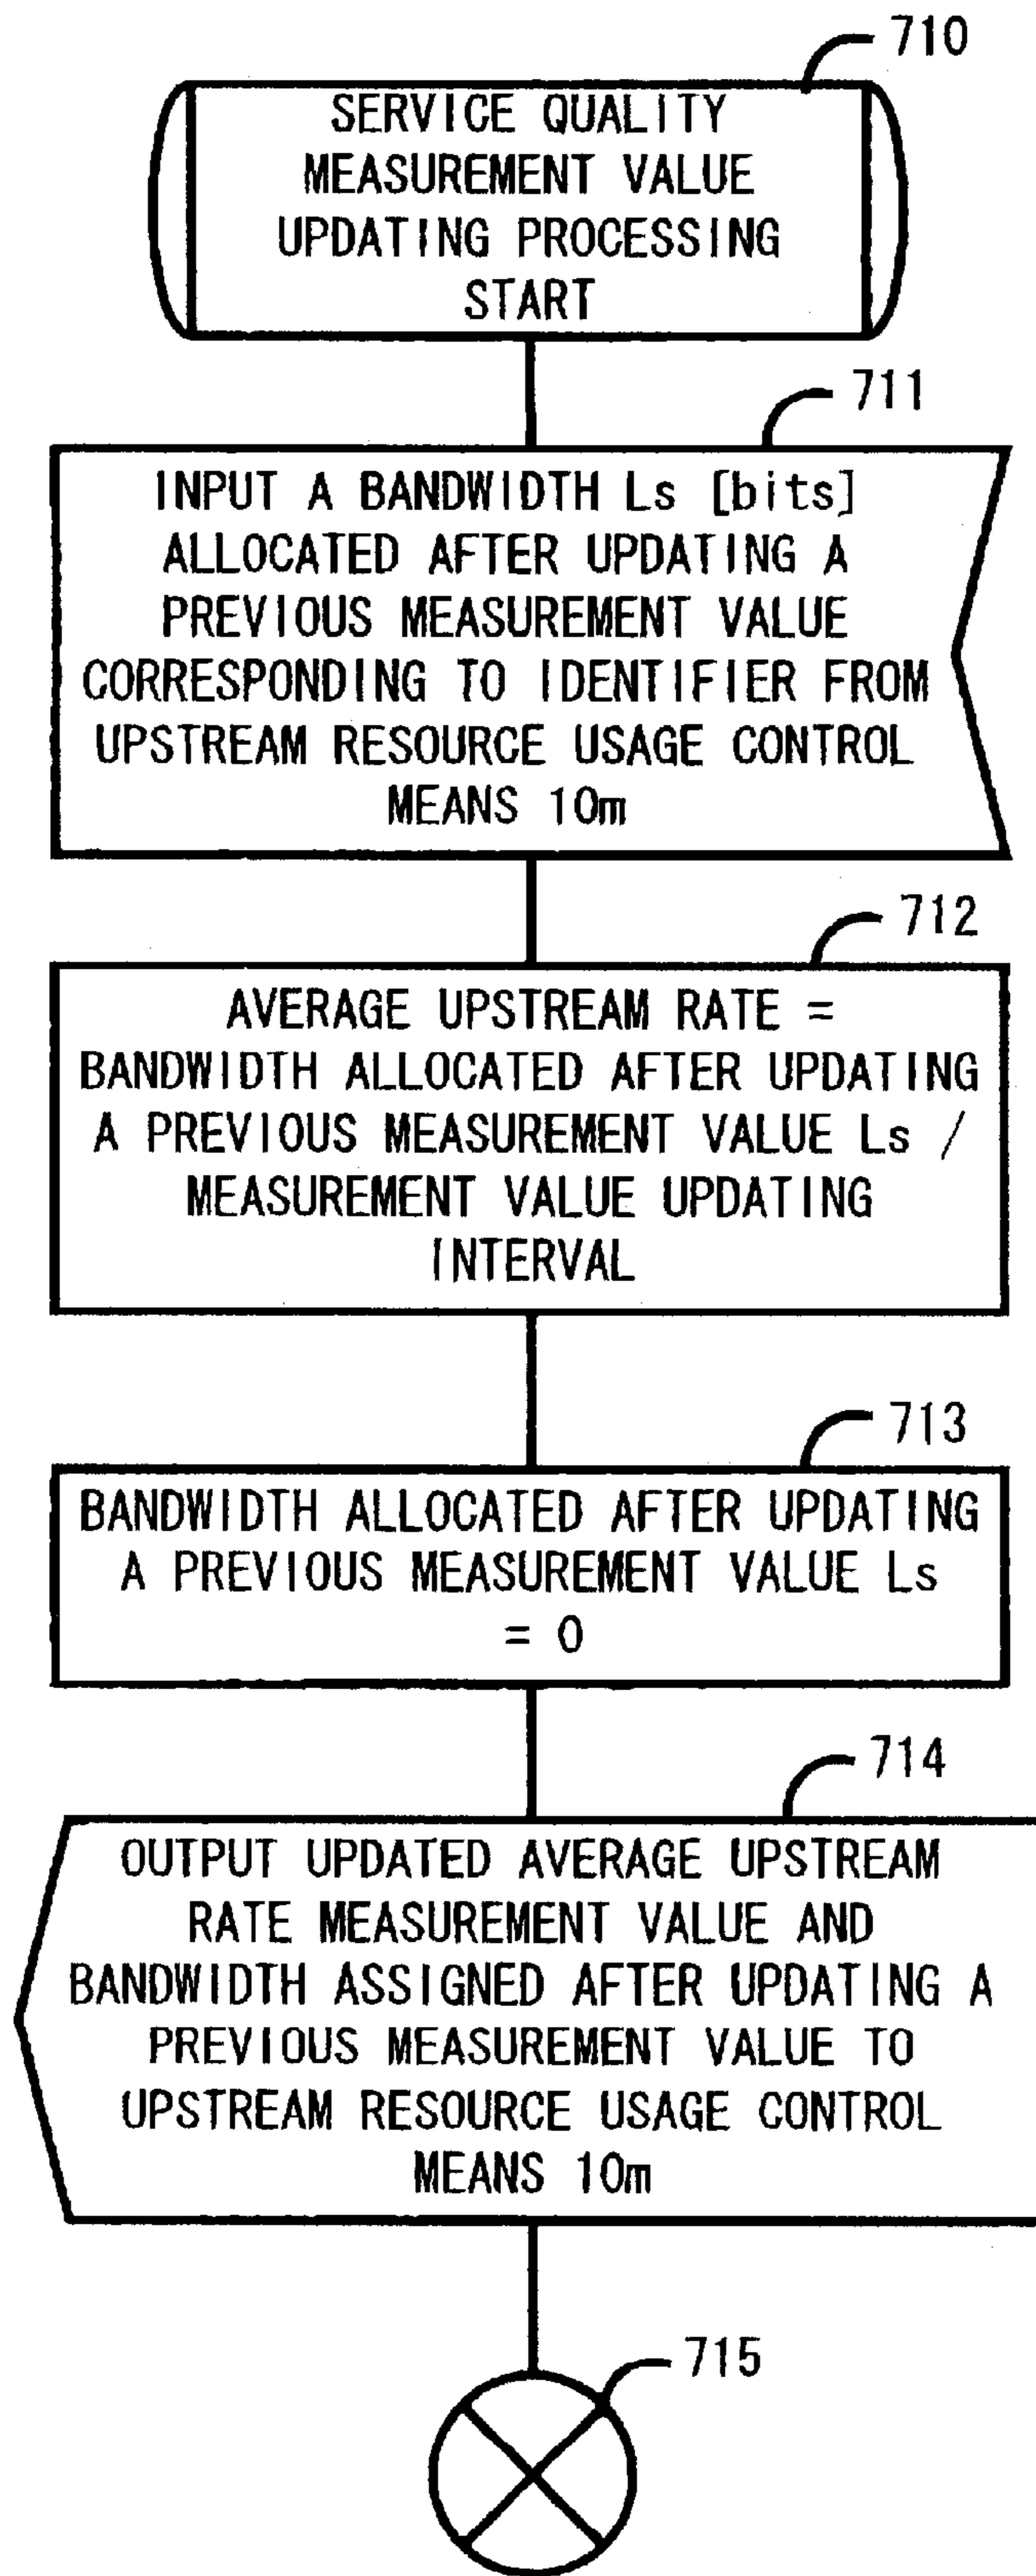 710
SERVICE QUALITY
MEASUREMENT VALUE
UPDATING PROCESSING
START
711
INPUT A BANDWIDTH Ls [bits]
ALLOCATED AFTER UPDATING A
PREVIOUS MEASUREMENT VALUE
CORRESPONDING TO IDENTIFIER FROM
UPSTREAM RESOURCE USAGE CONTROL
MEANS 10m
712
AVERAGE UPSTREAM RATE =
BANDWIDTH ALLOCATED AFTER UPDATING
A PREVIOUS MEASUREMENT VALUE Ls /
MEASUREMENT VALUE UPDATING
INTERVAL
713
BANDWIDTH ALLOCATED AFTER UPDATING
A PREVIOUS MEASUREMENT VALUE Ls
= 0
714
OUTPUT UPDATED AVERAGE UPSTREAM
RATE MEASUREMENT VALUE AND
BANDWIDTH ASSIGNED AFTER UPDATING A
PREVIOUS MEASUREMENT VALUE TO
UPSTREAM RESOURCE USAGE CONTROL
MEANS 10m
715